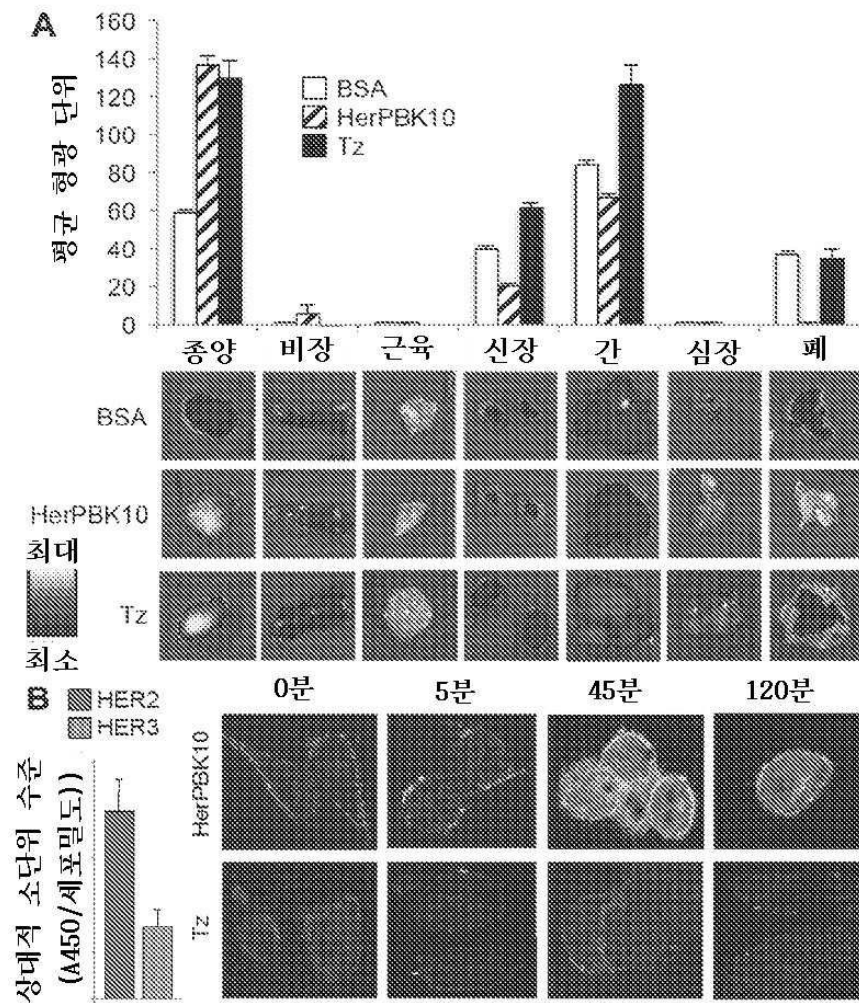 A
160
140
120
100
80
60
40
20
0
평균 형광 단위
BSA
HerPBK10
Tz
종양 비장 근육 신장 간 심장 폐
BSA
HerPBK10
Tz
최대
최소
B
HER2
HER3
상대적 소단위 수준
(A450/세포밀도))
0분 5분 45분 120분
HerPBK10
Tz